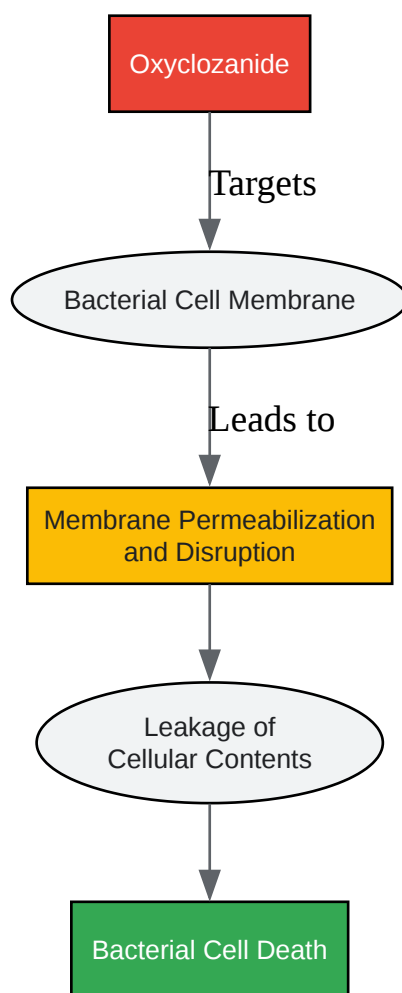 Oxyclozanide
Targets
Bacterial Cell Membrane
Leads to
Membrane Permeabilization
and Disruption
Leakage of
Cellular Contents
Bacterial Cell Death